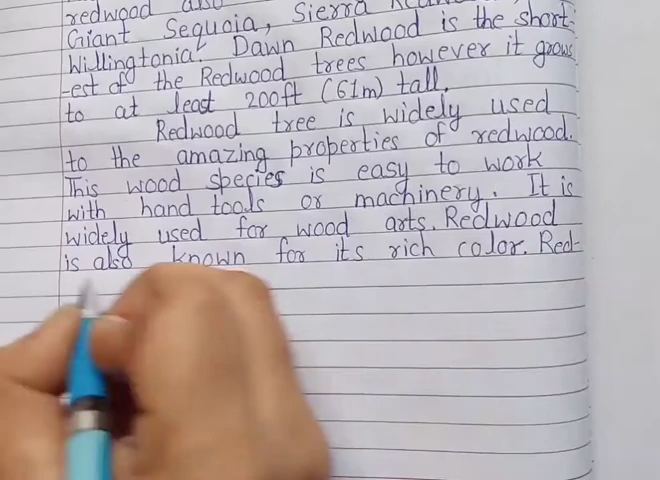 redwood also
Giant Sequoia, Sierra
Willingtonia. Dawn Redwood is the short-
-est of the Redwood trees however it grows
to at least 200ft (61m) tall.
Redwood tree is widely used
to the amazing properties of redwood.
This wood species is easy to work
with hand tools or machinery. It is
widely used for wood arts. Redwood
is also known for its rich color. Red-